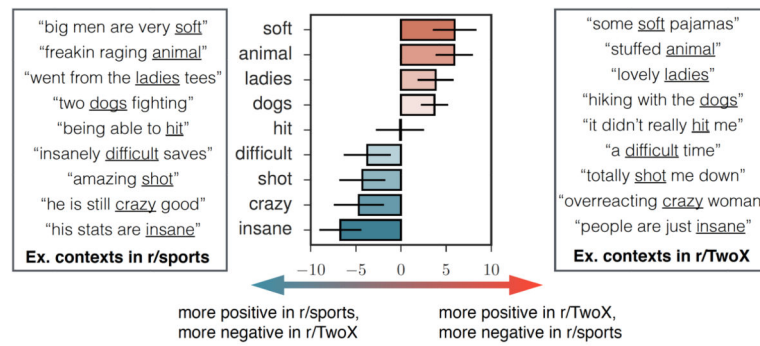 “big men are very soft”
“freakin raging animal”
“went from the ladies tees”
“two dogs fighting”
“being able to hit”
“insanely difficult saves”
“amazing shot”
“he is still crazy good”
“his stats are insane”
Ex. contexts in r/sports
soft
animal
ladies
dogs
hit
difficult
shot
crazy
insane
−10 −5 0 5 10
more positive in r/sports,
more negative in r/TwoX
more positive in r/TwoX,
more negative in r/sports
“some soft pajamas”
“stuffed animal”
“lovely ladies”
“hiking with the dogs”
“it didn’t really hit me”
“a difficult time”
“totally shot me down”
“overreacting crazy woman
“people are just insane”
Ex. contexts in r/TwoX